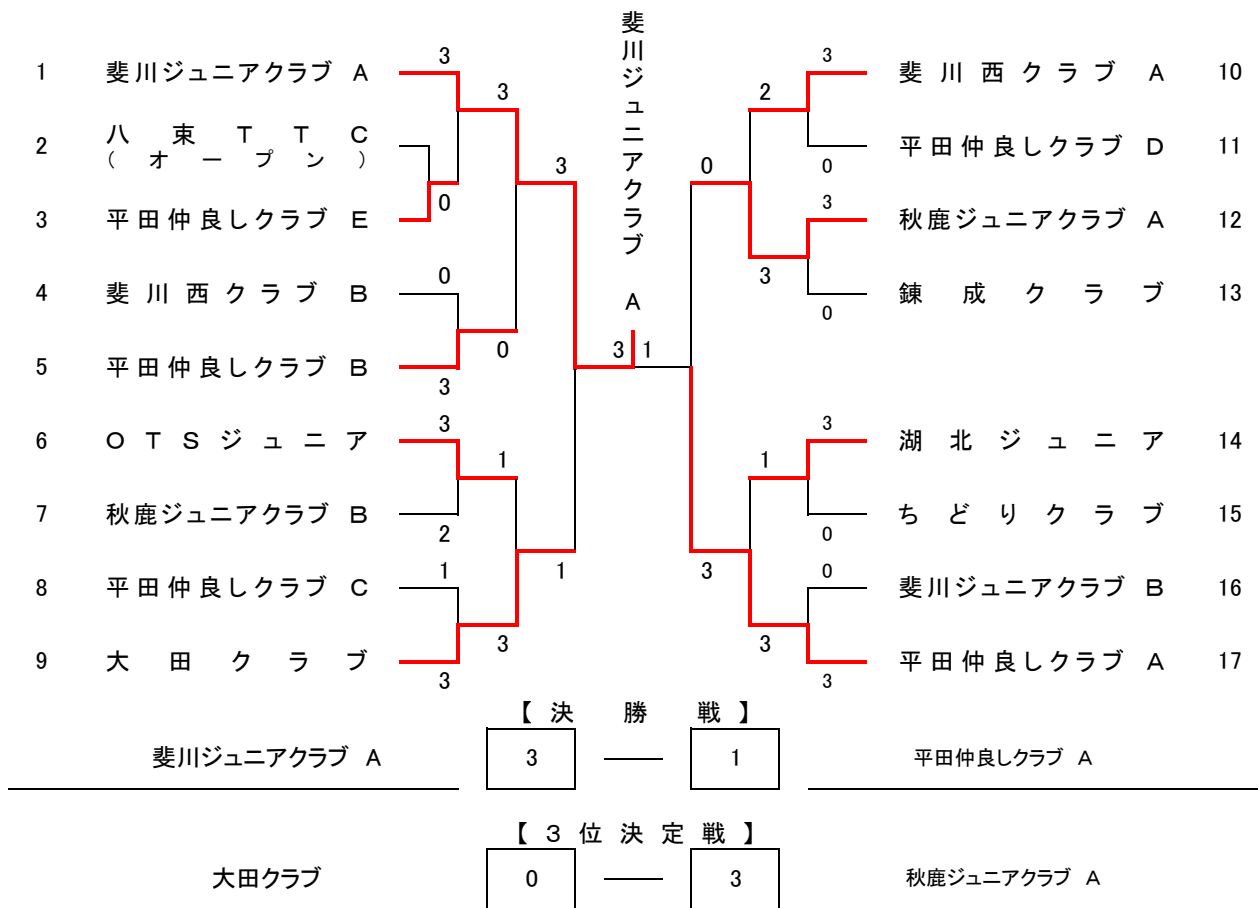 斐川ジュニアクラブ A
1 斐川ジュニアクラブ A 3
3
2 八東TTC
(オープン)
3
3 平田仲良しクラブ E 0
4 斐川西クラブ B 0
0
5 平田仲良しクラブ B 3
3 1
6 OTSジュニア 3
1
7 秋鹿ジュニアクラブ B 2
1
8 平田仲良しクラブ C 1
3
9 大田クラブ 3
3 斐川西クラブ A 10
2
0 平田仲良しクラブ D 11
0
3 秋鹿ジュニアクラブ A 12
3
0 錬成クラブ 13
3 湖北ジュニア 14
1
0 ちどりクラブ 15
3
0 斐川ジュニアクラブ B 16
3
3 平田仲良しクラブ A 17
【決勝戦】
斐川ジュニアクラブ A 3 ― 1 平田仲良しクラブ A
【3位決定戦】
大田クラブ 0 ― 3 秋鹿ジュニアクラブ A